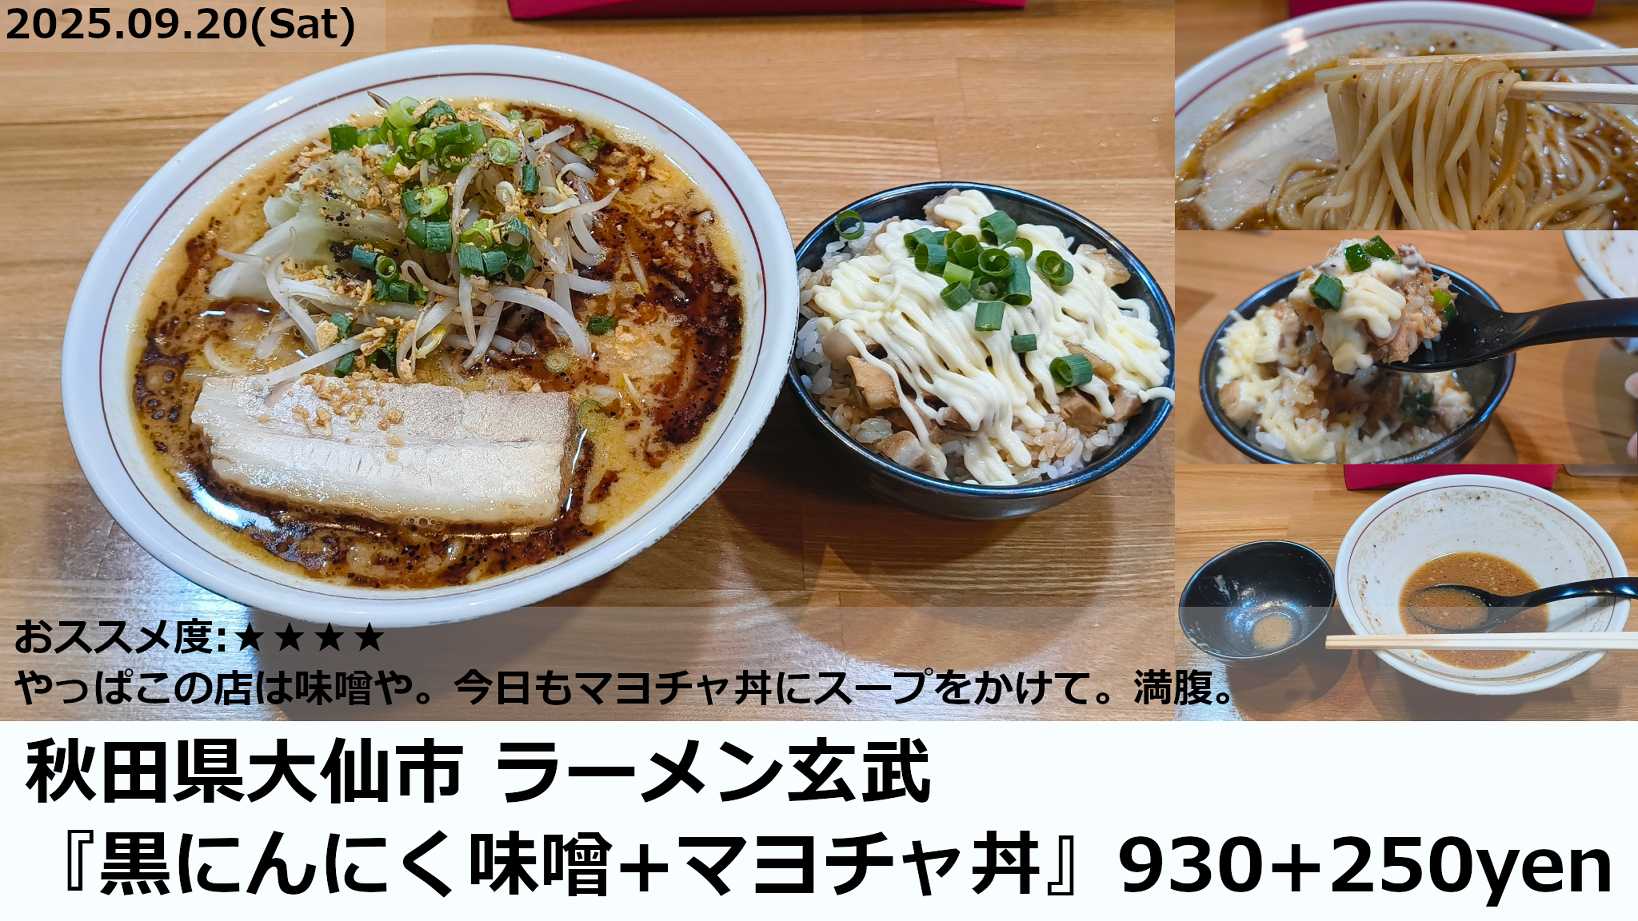 2025.09.20(Sat)
おススメ度:★★★★
やっぱこの店は味噌や。今日もマヨチャ丼にスープをかけて。満腹。
秋田県大仙市 ラーメン玄武
『黒にんにく味噌+マヨチャ丼』930+250yen